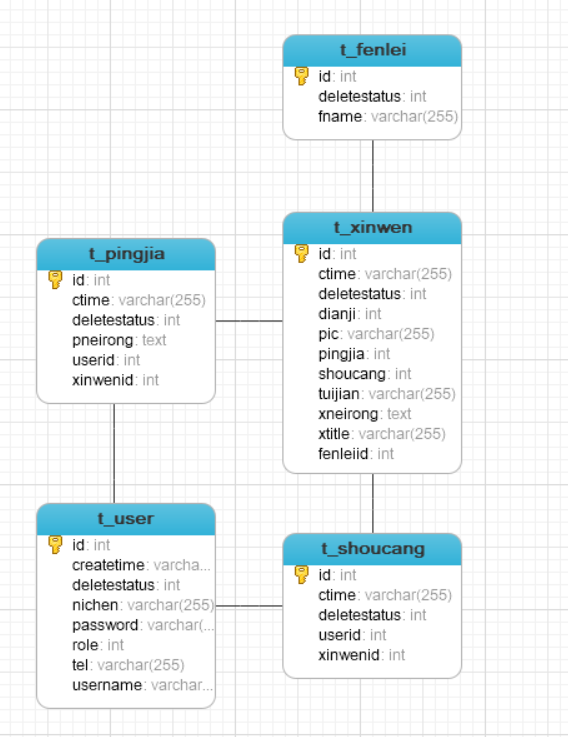 t_fenlei
id: int
deletestatus: int
fname: varchar(255)
t_xinwen
id: int
ctime: varchar(255)
deletestatus: int
dianji: int
pic: varchar(255)
pingjia: int
shoucang: int
tuijian: varchar(255)
xneirong: text
xtitle: varchar(255)
fenleiid: int
t_pingjia
id: int
ctime: varchar(255)
deletestatus: int
pneirong: text
userid: int
xinwenid: int
t_user
id: int
createtime: varcha...
deletestatus: int
nichen: varchar(255)
password: varchar(...
role: int
tel: varchar(255)
username: varchar...
t_shoucang
id: int
ctime: varchar(255)
deletestatus: int
userid: int
xinwenid: int